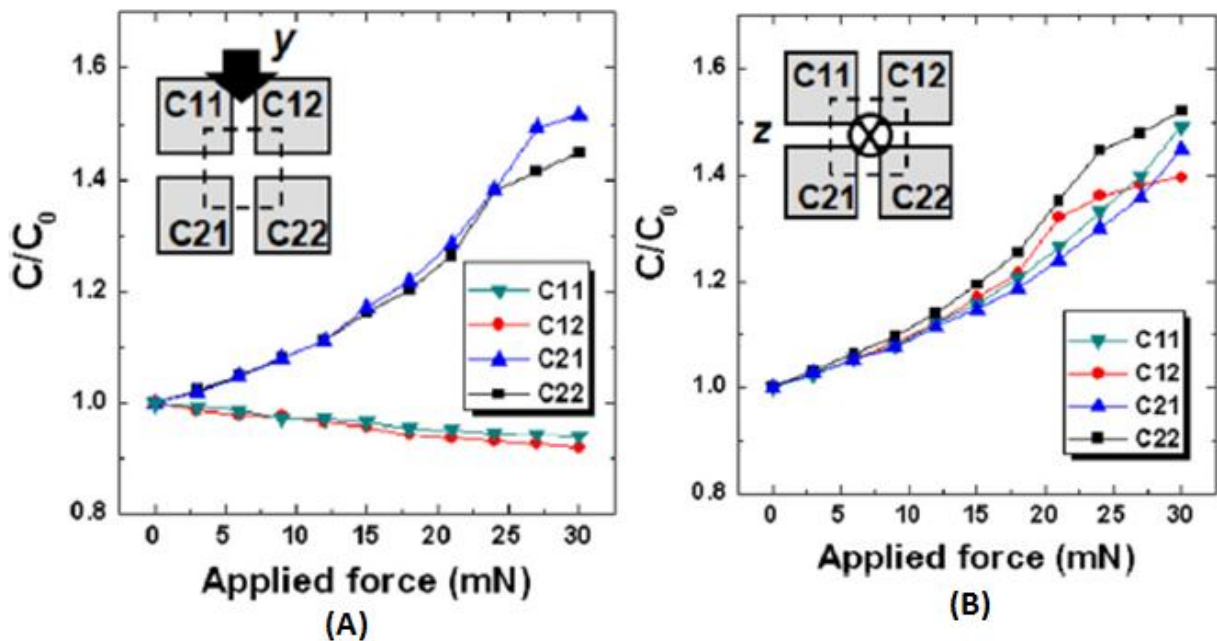 y
C11 C12
C21 C22
C/C0
1.6
1.4
1.2
1.0
0.8
C11
C12
C21
C22
0 5 10 15 20 25 30
Applied force (mN)
(A)
C11 C12
z
C21 C22
C/C0
1.6
1.4
1.2
1.0
0.8
C11
C12
C21
C22
0 5 10 15 20 25 30
Applied force (mN)
(B)